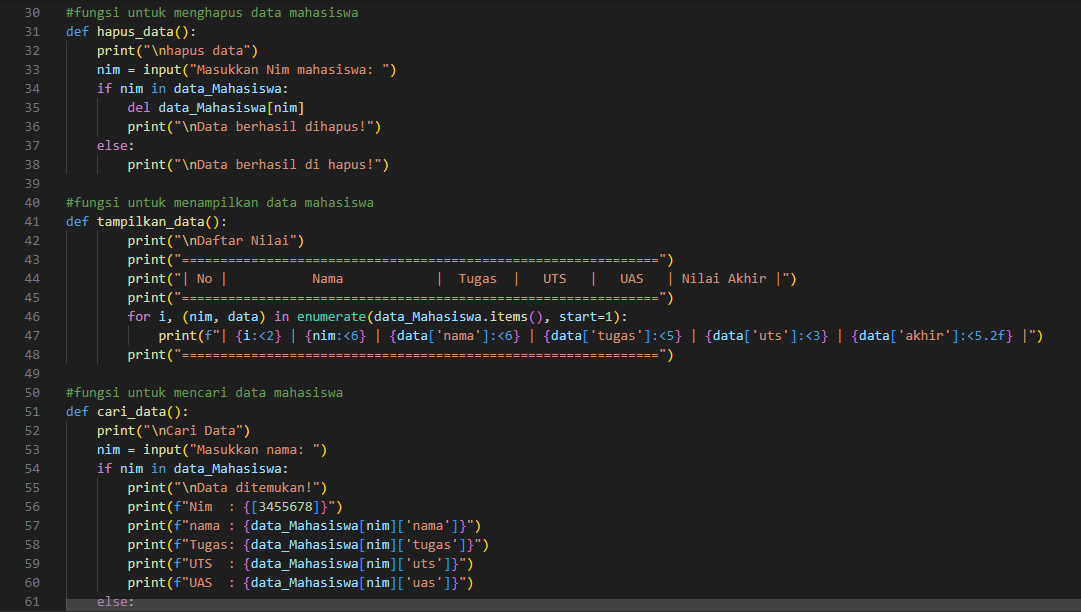 30 #fungsi untuk menghapus data mahasiswa
31 def hapus_data():
32     print("\nhapus data")
33     nim = input("Masukkan Nim mahasiswa: ")
34     if nim in data_Mahasiswa:
35         del data_Mahasiswa[nim]
36         print("\nData berhasil dihapus!")
37     else:
38         print("\nData berhasil di hapus!")
39
40 #fungsi untuk menampilkan data mahasiswa
41 def tampilkan_data():
42         print("\nDaftar Nilai")
43         print("==============================================================")
44         print("| No |           Nama            |  Tugas  |   UTS   |   UAS   | Nilai Akhir |")
45         print("==============================================================")
46         for i, (nim, data) in enumerate(data_Mahasiswa.items(), start=1):
47             print(f"| {i:<2} | {nim:<6} | {data['nama']:<6} | {data['tugas']:<5} | {data['uts']:<3} | {data['akhir']:<5.2f} |")
48         print("==============================================================")
49
50 #fungsi untuk mencari data mahasiswa
51 def cari_data():
52     print("\nCari Data")
53     nim = input("Masukkan nama: ")
54     if nim in data_Mahasiswa:
55         print("\nData ditemukan!")
56         print(f"Nim  : {[3455678]}")
57         print(f"nama : {data_Mahasiswa[nim]['nama']}")
58         print(f"Tugas: {data_Mahasiswa[nim]['tugas']}")
59         print(f"UTS  : {data_Mahasiswa[nim]['uts']}")
60         print(f"UAS  : {data_Mahasiswa[nim]['uas']}")
61     else: